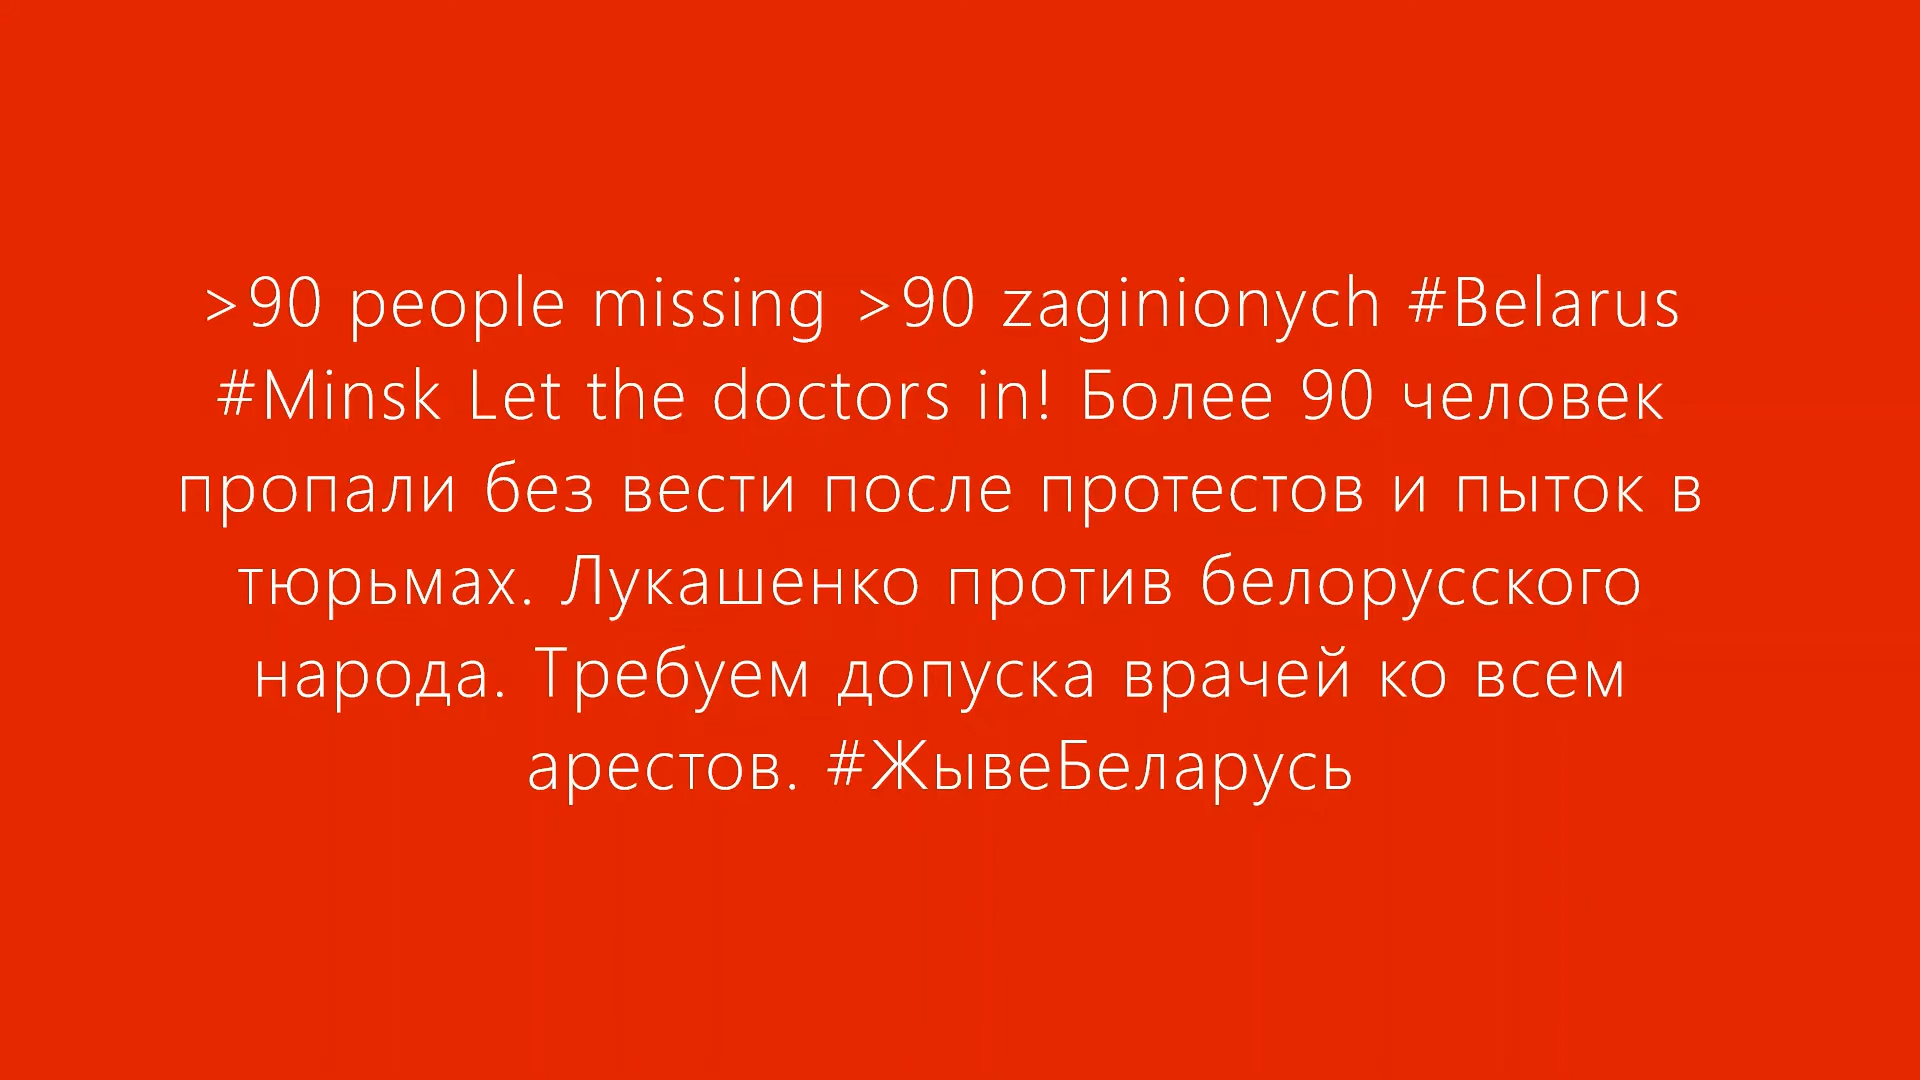 >90 people missing >90 zaginionych #Belarus
#Minsk Let the doctors in! Более 90 человек
пропали без вести после протестов и пыток в
тюрьмах. Лукашенко против белорусского
народа. Требуем допуска врачей ко всем
арестов. #ЖывеБеларусь